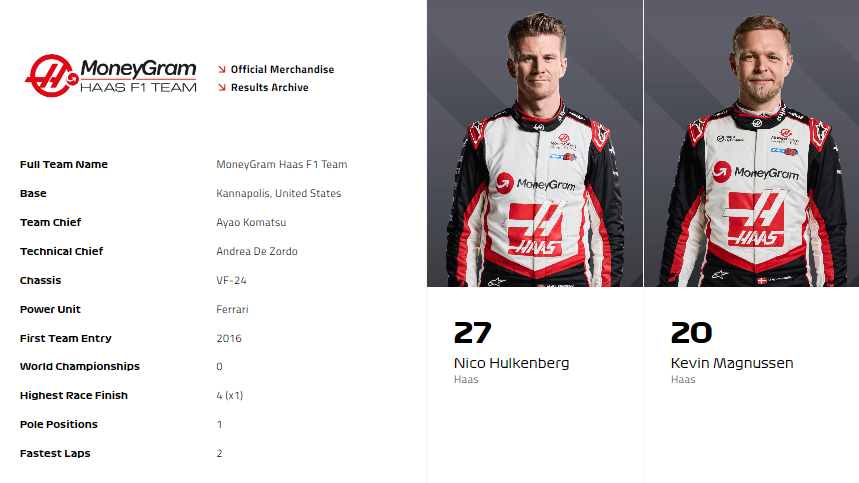 MoneyGram
HAAS F1 TEAM
Official Merchandise
Results Archive
Full Team Name MoneyGram Haas F1 Team
Base Kannapolis, United States
Team Chief Ayao Komatsu
Technical Chief Andrea De Zordo
Chassis VF-24
Power Unit Ferrari
First Team Entry 2016
World Championships 0
Highest Race Finish 4 (x1)
Pole Positions 1
Fastest Laps 2
MoneyGram
HAAS
27
Nico Hulkenberg
Haas
MoneyGram
HAAS
20
Kevin Magnussen
Haas